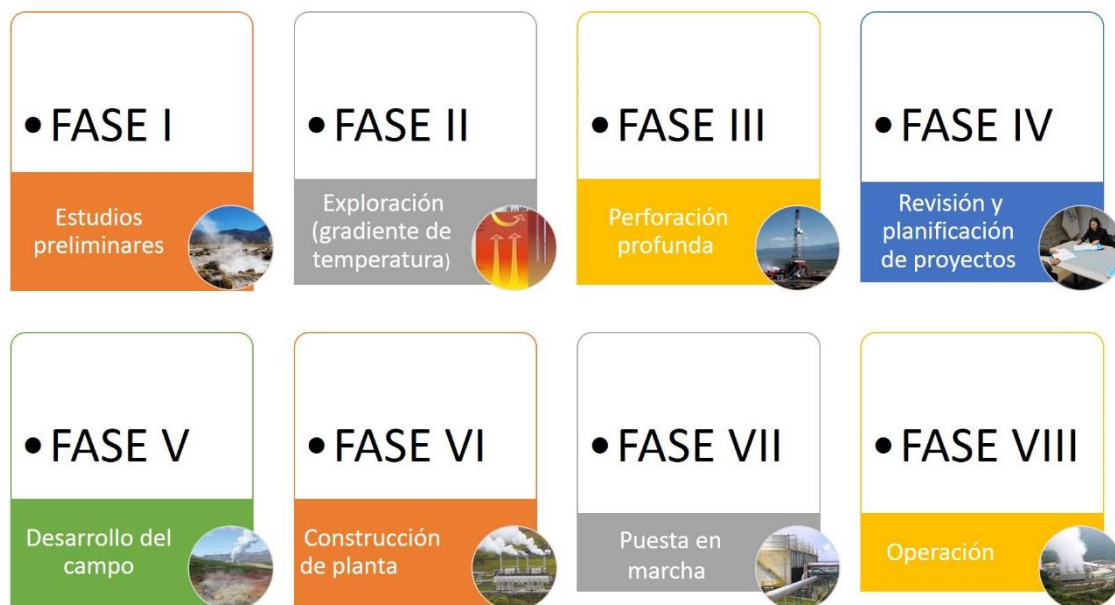 • FASE I
Estudios
preliminares
• FASE II
Exploración
(gradiente de
temperatura)
• FASE III
Perforación
profunda
• FASE IV
Revisión y
planificación
de proyectos
• FASE V
Desarrollo del
campo
• FASE VI
Construcción
de planta
• FASE VII
Puesta en
marcha
• FASE VIII
Operación